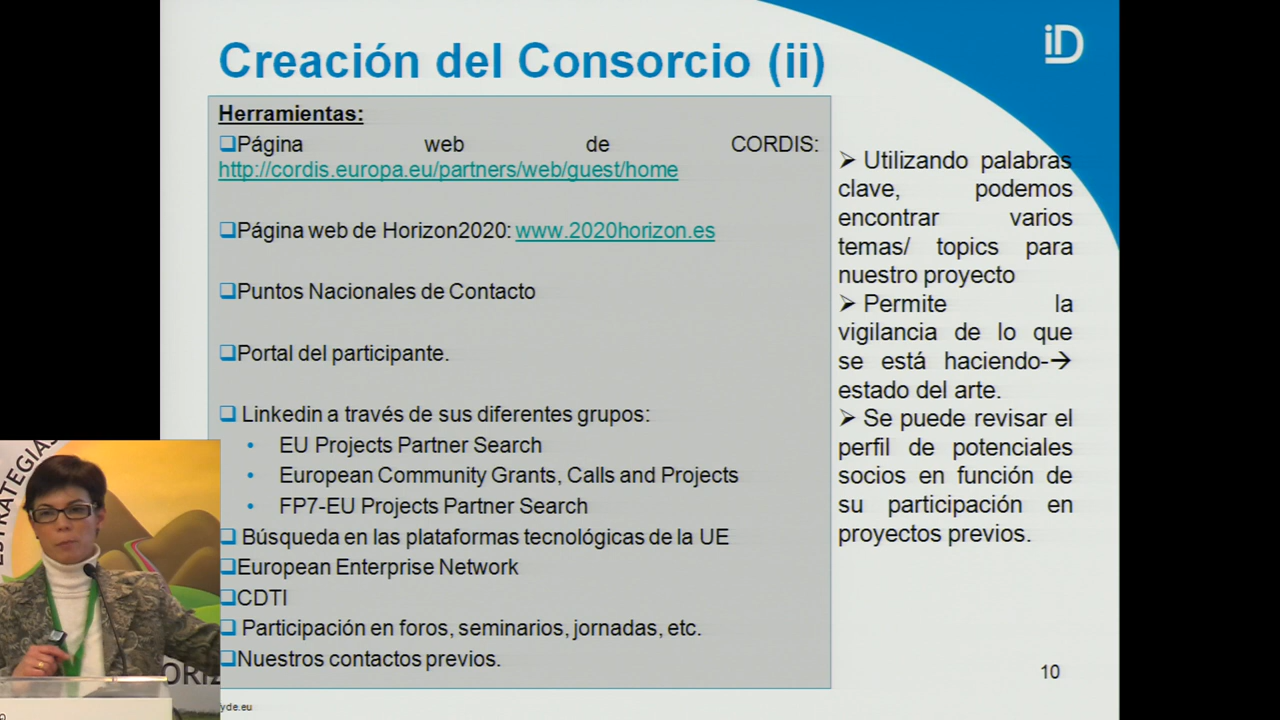 Creación del Consorcio (ii)
iD
Herramientas:
❑Página web de CORDIS:
http://cordis.europa.eu/partners/web/guest/home
❑Página web de Horizon2020: www.2020horizon.es
❑Puntos Nacionales de Contacto
❑Portal del participante.
❑ Linkedin a través de sus diferentes grupos:
• EU Projects Partner Search
• European Community Grants, Calls and Projects
• FP7-EU Projects Partner Search
❑ Búsqueda en las plataformas tecnológicas de la UE
❑European Enterprise Network
❑CDTI
❑ Participación en foros, seminarios, jornadas, etc.
❑Nuestros contactos previos.
➢ Utilizando palabras
clave, podemos
encontrar varios
temas/ topics para
nuestro proyecto
➢ Permite la
vigilancia de lo que
se está haciendo-→
estado del arte.
➢ Se puede revisar el
perfil de potenciales
socios en función de
su participación en
proyectos previos.
10
yde.eu
ESTRATEGIAS
ORIZ